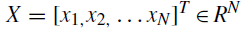 X = [x₁, x₂, … xN]ᵀ ∈ Rᴺ